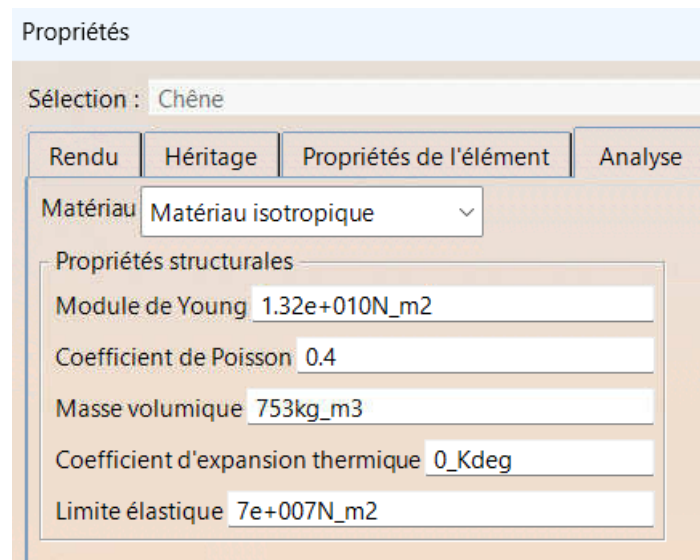 Propriétés
Sélection : Chêne
Rendu Héritage Propriétés de l'élément Analyse
Matériau Matériau isotropique
Propriétés structurales
Module de Young 1.32e+010N_m2
Coefficient de Poisson 0.4
Masse volumique 753kg_m3
Coefficient d'expansion thermique 0_Kdeg
Limite élastique 7e+007N_m2